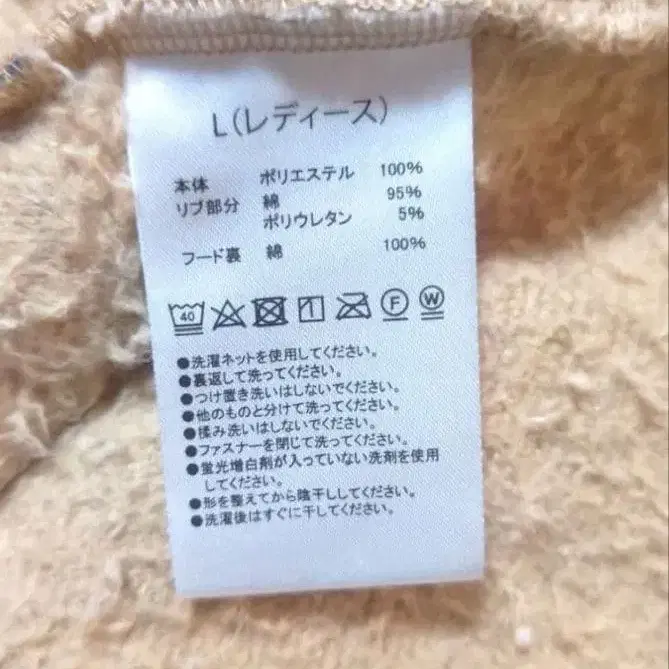 L(レディース)
本体 ポリエステル 100%
リブ部分 綿 95%
ポリウレタン 5%
フード裏 綿 100%
40 F W
●洗濯ネットを使用してください。
●裏返して洗ってください。
●つけ置き洗いはしないでください。
●他のものと分けて洗ってください。
●揉み洗いはしないでください。
●ファスナーを閉じて洗ってください。
●蛍光増白剤が入っていない洗剤を使用
してください。
●形を整えてから陰干ししてください。
●洗濯後はすぐに干してください。